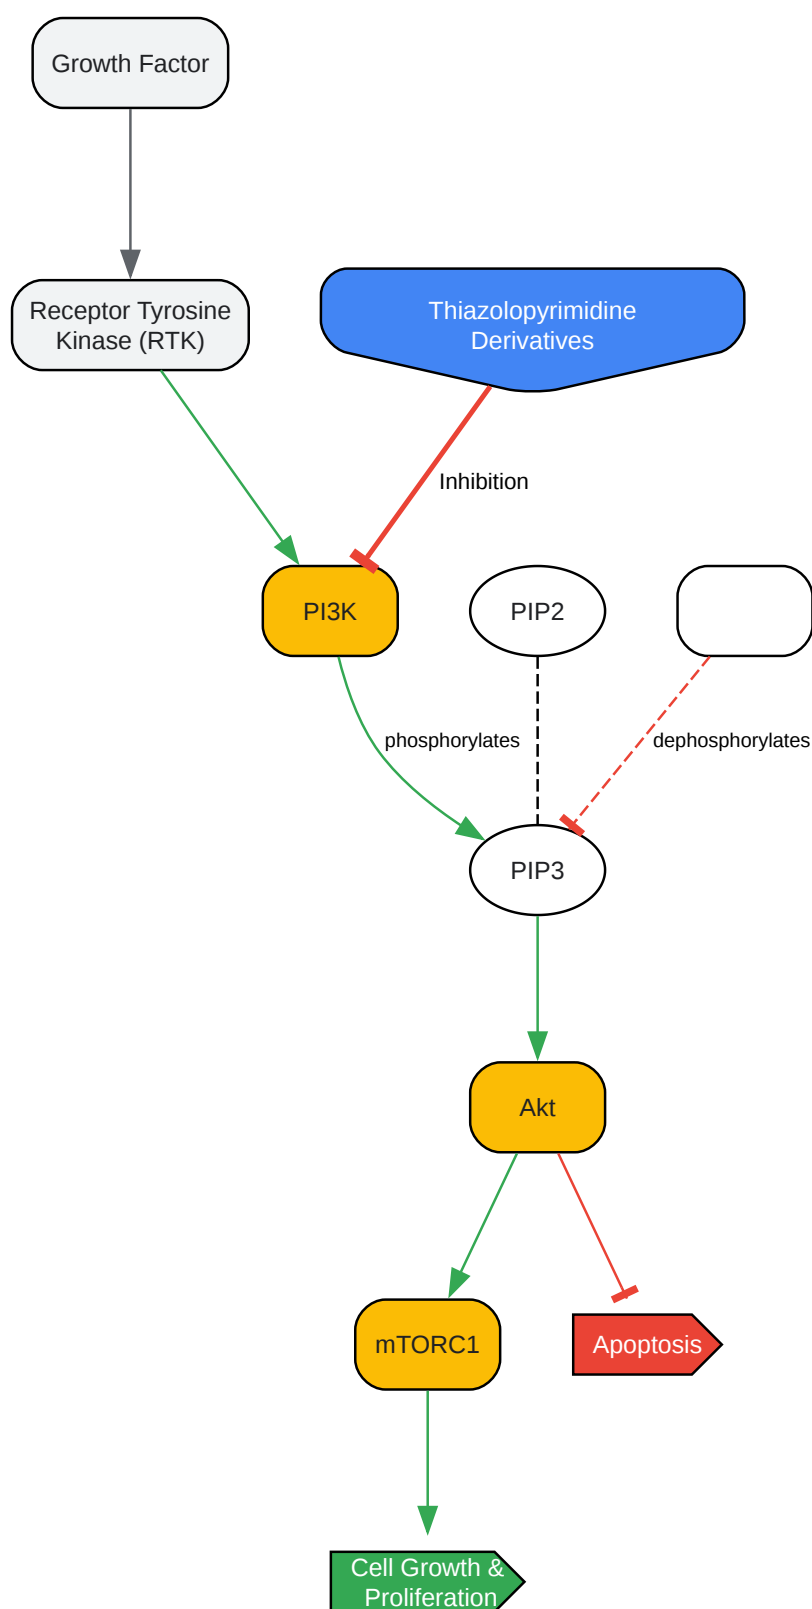 Growth Factor
Receptor Tyrosine
Kinase (RTK)
Thiazolopyrimidine
Derivatives
Inhibition
PI3K
PIP2
phosphorylates
dephosphorylates
PIP3
Akt
mTORC1
Apoptosis
Cell Growth &
Proliferation